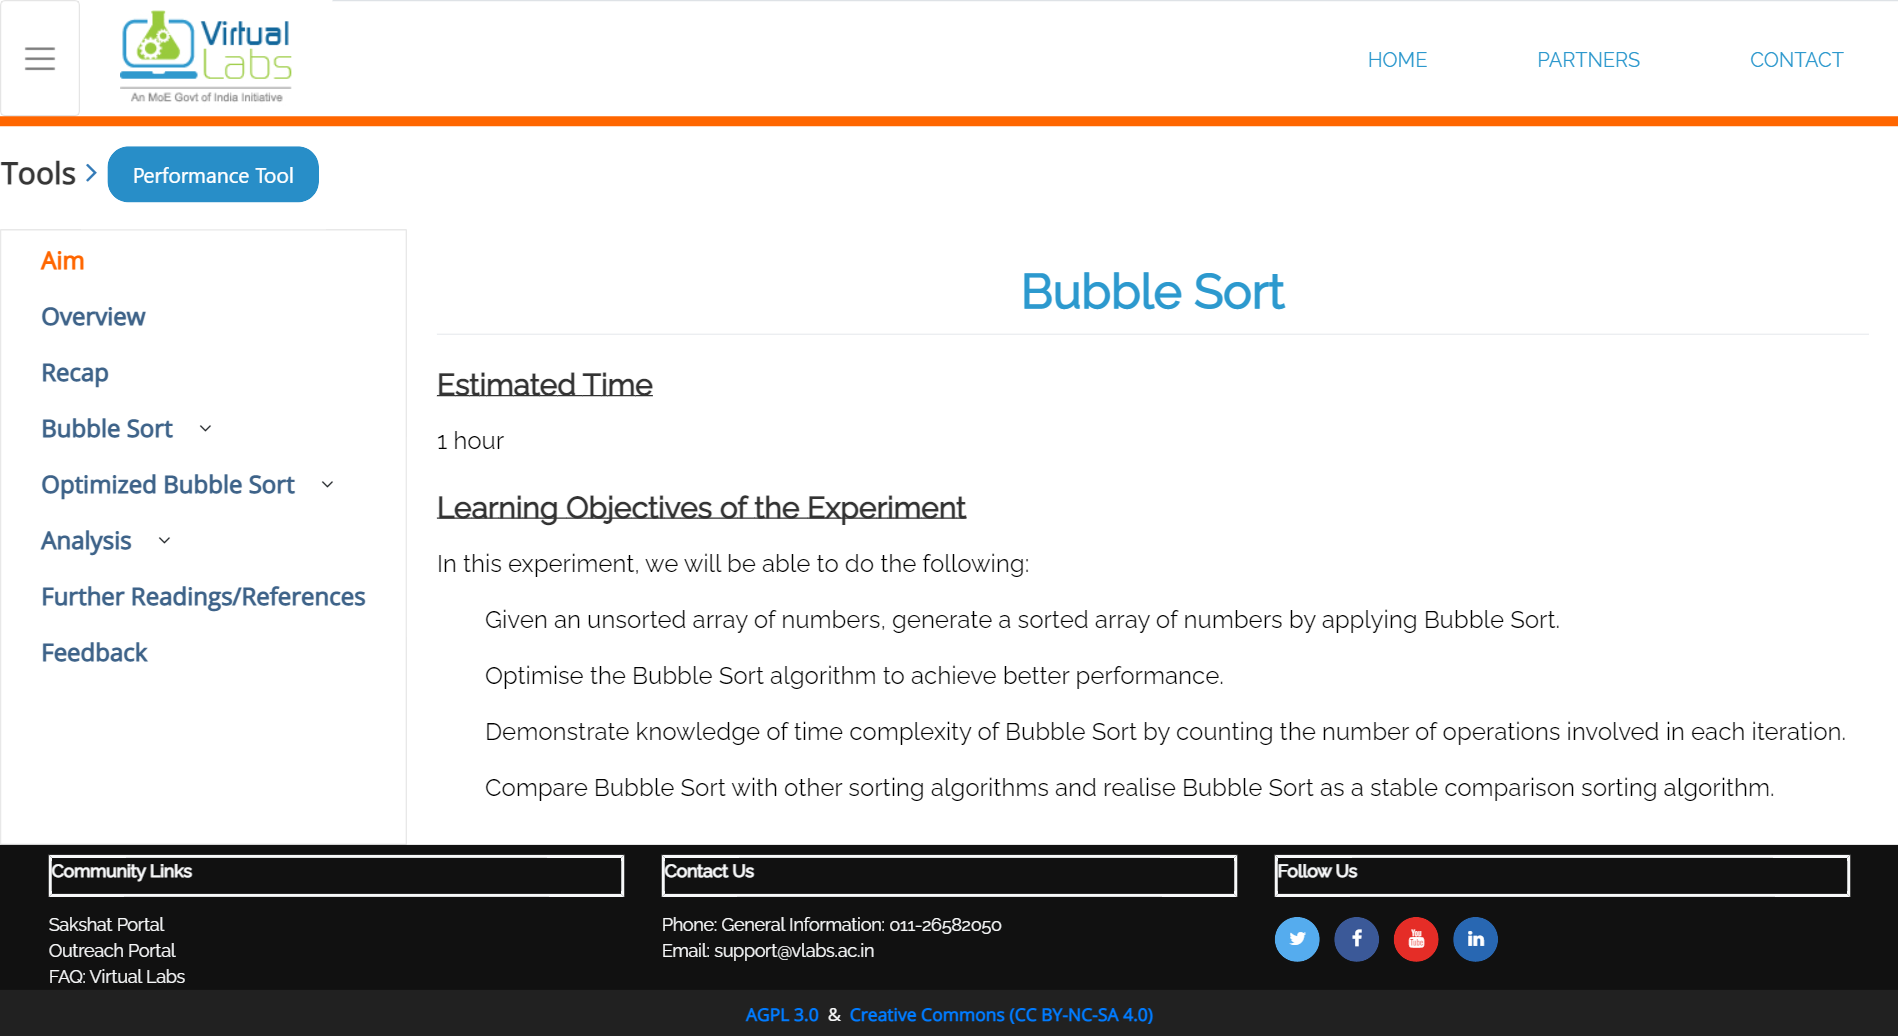 Virtual
Labs
An MoE Govt of India Initiative
HOME PARTNERS CONTACT
Tools
Performance Tool
Aim
Overview
Recap
Bubble Sort
Optimized Bubble Sort
Analysis
Further Readings/References
Feedback
Bubble Sort
Estimated Time
1 hour
Learning Objectives of the Experiment
In this experiment, we will be able to do the following:
Given an unsorted array of numbers, generate a sorted array of numbers by applying Bubble Sort.
Optimise the Bubble Sort algorithm to achieve better performance.
Demonstrate knowledge of time complexity of Bubble Sort by counting the number of operations involved in each iteration.
Compare Bubble Sort with other sorting algorithms and realise Bubble Sort as a stable comparison sorting algorithm.
Community Links
Sakshat Portal
Outreach Portal
FAQ: Virtual Labs
Contact Us
Phone: General Information: 011-26582050
Email: support@vlabs.ac.in
Follow Us
You
Tube
AGPL 3.0 & Creative Commons (CC BY-NC-SA 4.0)